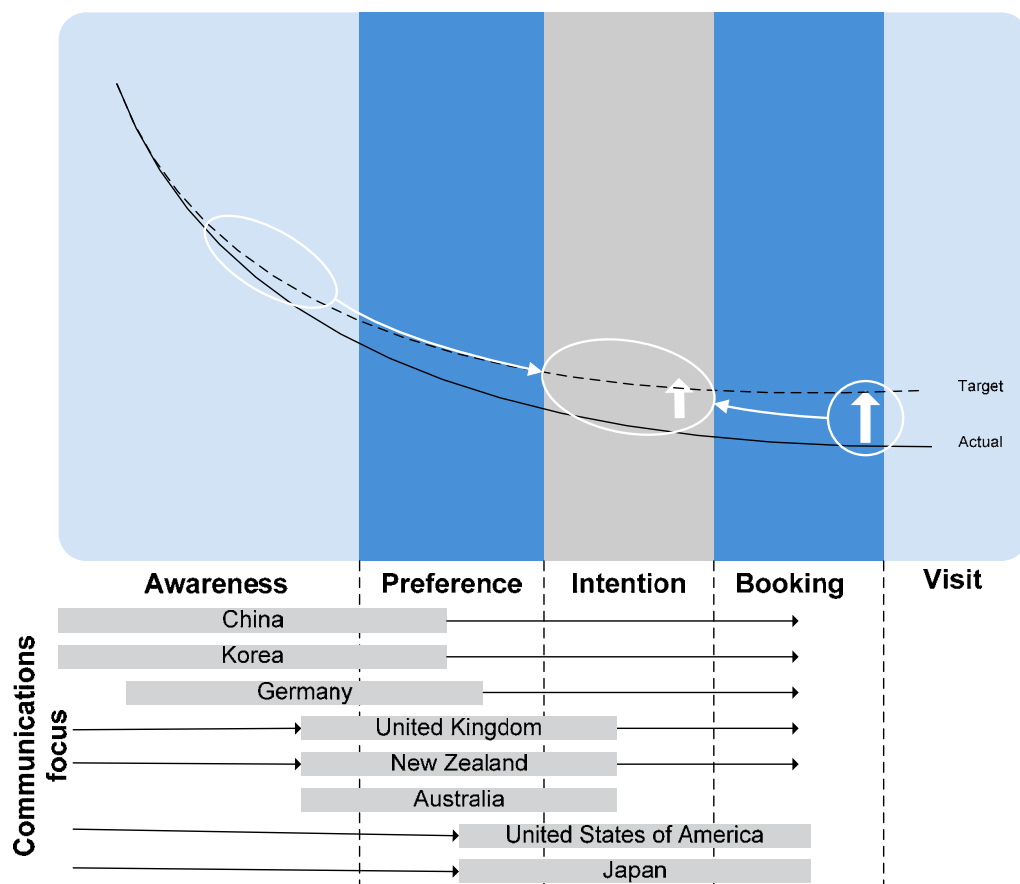 Target
Actual
Awareness
Preference
Intention
Booking
Visit
Communications
focus
China
Korea
Germany
United Kingdom
New Zealand
Australia
United States of America
Japan